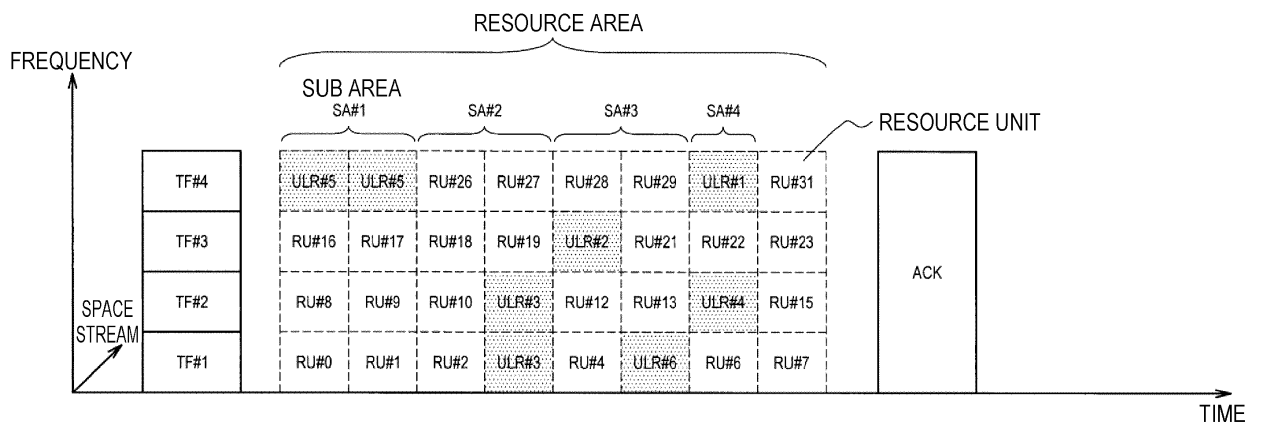 RESOURCE AREA
FREQUENCY
SUB AREA
SA#1 SA#2 SA#3 SA#4
RESOURCE UNIT
TF#4 ULR#5 ULR#5 RU#26 RU#27 RU#28 RU#29 ULR#1 RU#31
TF#3 RU#16 RU#17 RU#18 RU#19 ULR#2 RU#21 RU#22 RU#23
ACK
SPACE
STREAM
TF#2 RU#8 RU#9 RU#10 ULR#3 RU#12 RU#13 ULR#4 RU#15
TF#1 RU#0 RU#1 RU#2 ULR#3 RU#4 ULR#6 RU#6 RU#7
TIME